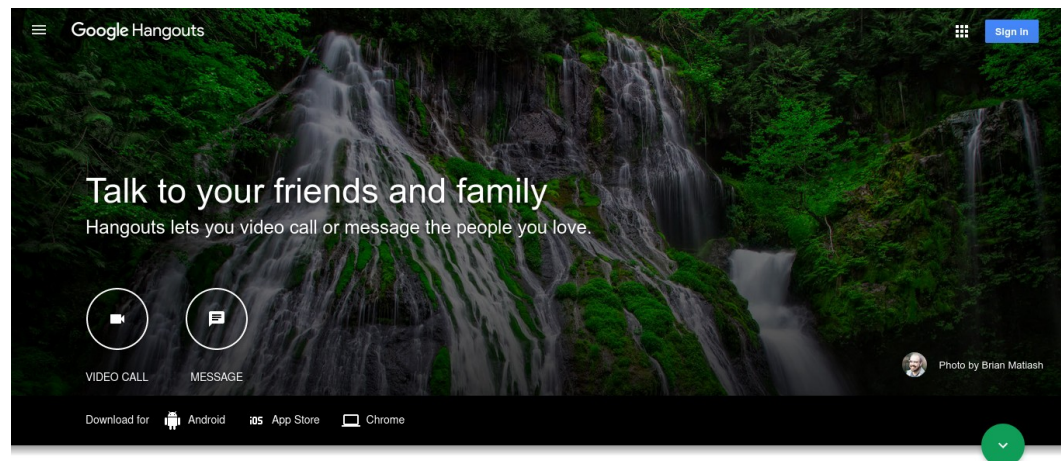 Google Hangouts
Sign in
Talk to your friends and family
Hangouts lets you video call or message the people you love.
VIDEO CALL MESSAGE
Photo by Brian Matiash
Download for Android iOS App Store Chrome